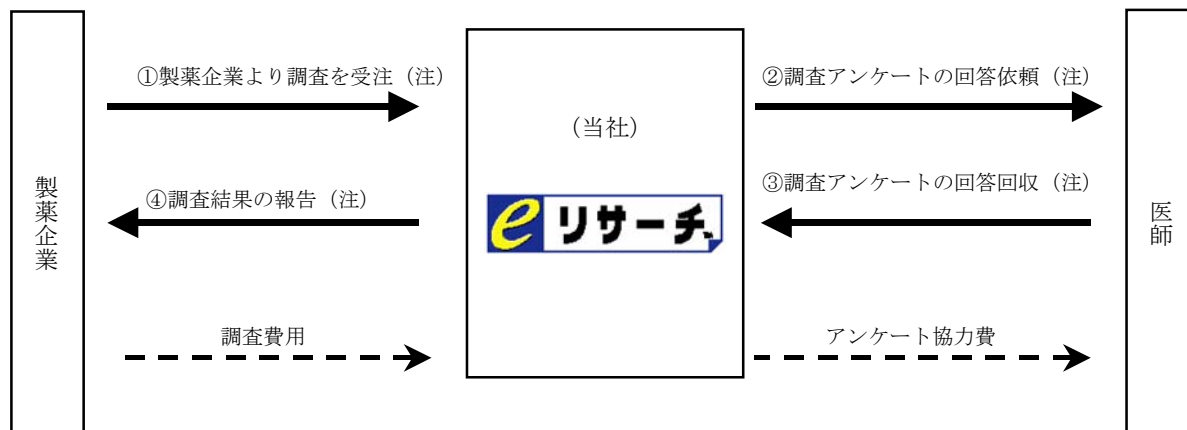 製薬企業
①製薬企業より調査を受注（注）
④調査結果の報告（注）
調査費用
（当社）
eリサーチ
②調査アンケートの回答依頼（注）
③調査アンケートの回答回収（注）
アンケート協力費
医師